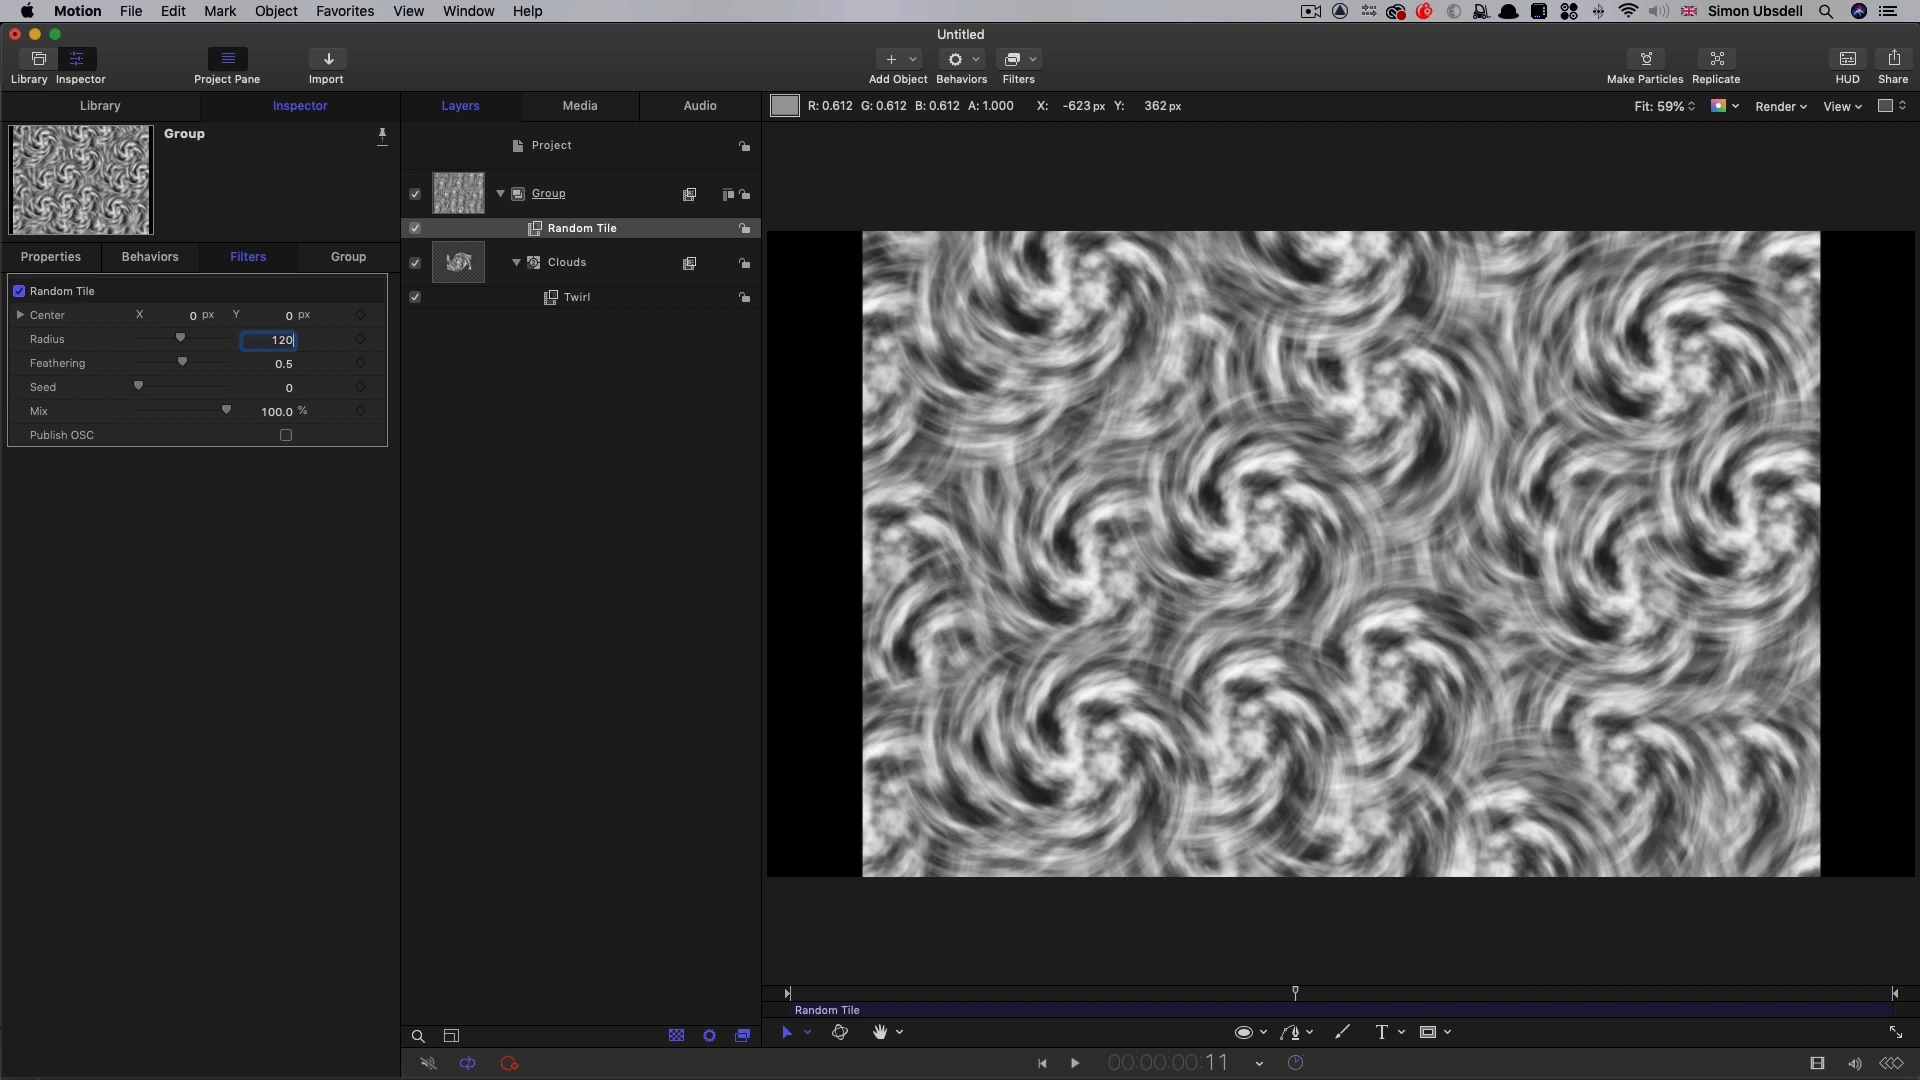 Motion File Edit Mark Object Favorites View Window Help Simon Ubsdell
Untitled
Library Inspector Project Pane Import Add Object Behaviors Filters Make Particles Replicate HUD Share
Library Inspector Layers Media Audio R: 0.612 G: 0.612 B: 0.612 A: 1.000 X: -623 px Y: 362 px Fit: 59% Render View
Group
Project
Group
Random Tile
Properties Behaviors Filters Group
Clouds
Twirl
Random Tile
Center X 0 px Y 0 px
Radius 120
Feathering 0.5
Seed 0
Mix 100.0 %
Publish OSC
Random Tile
T
00:00:00:11